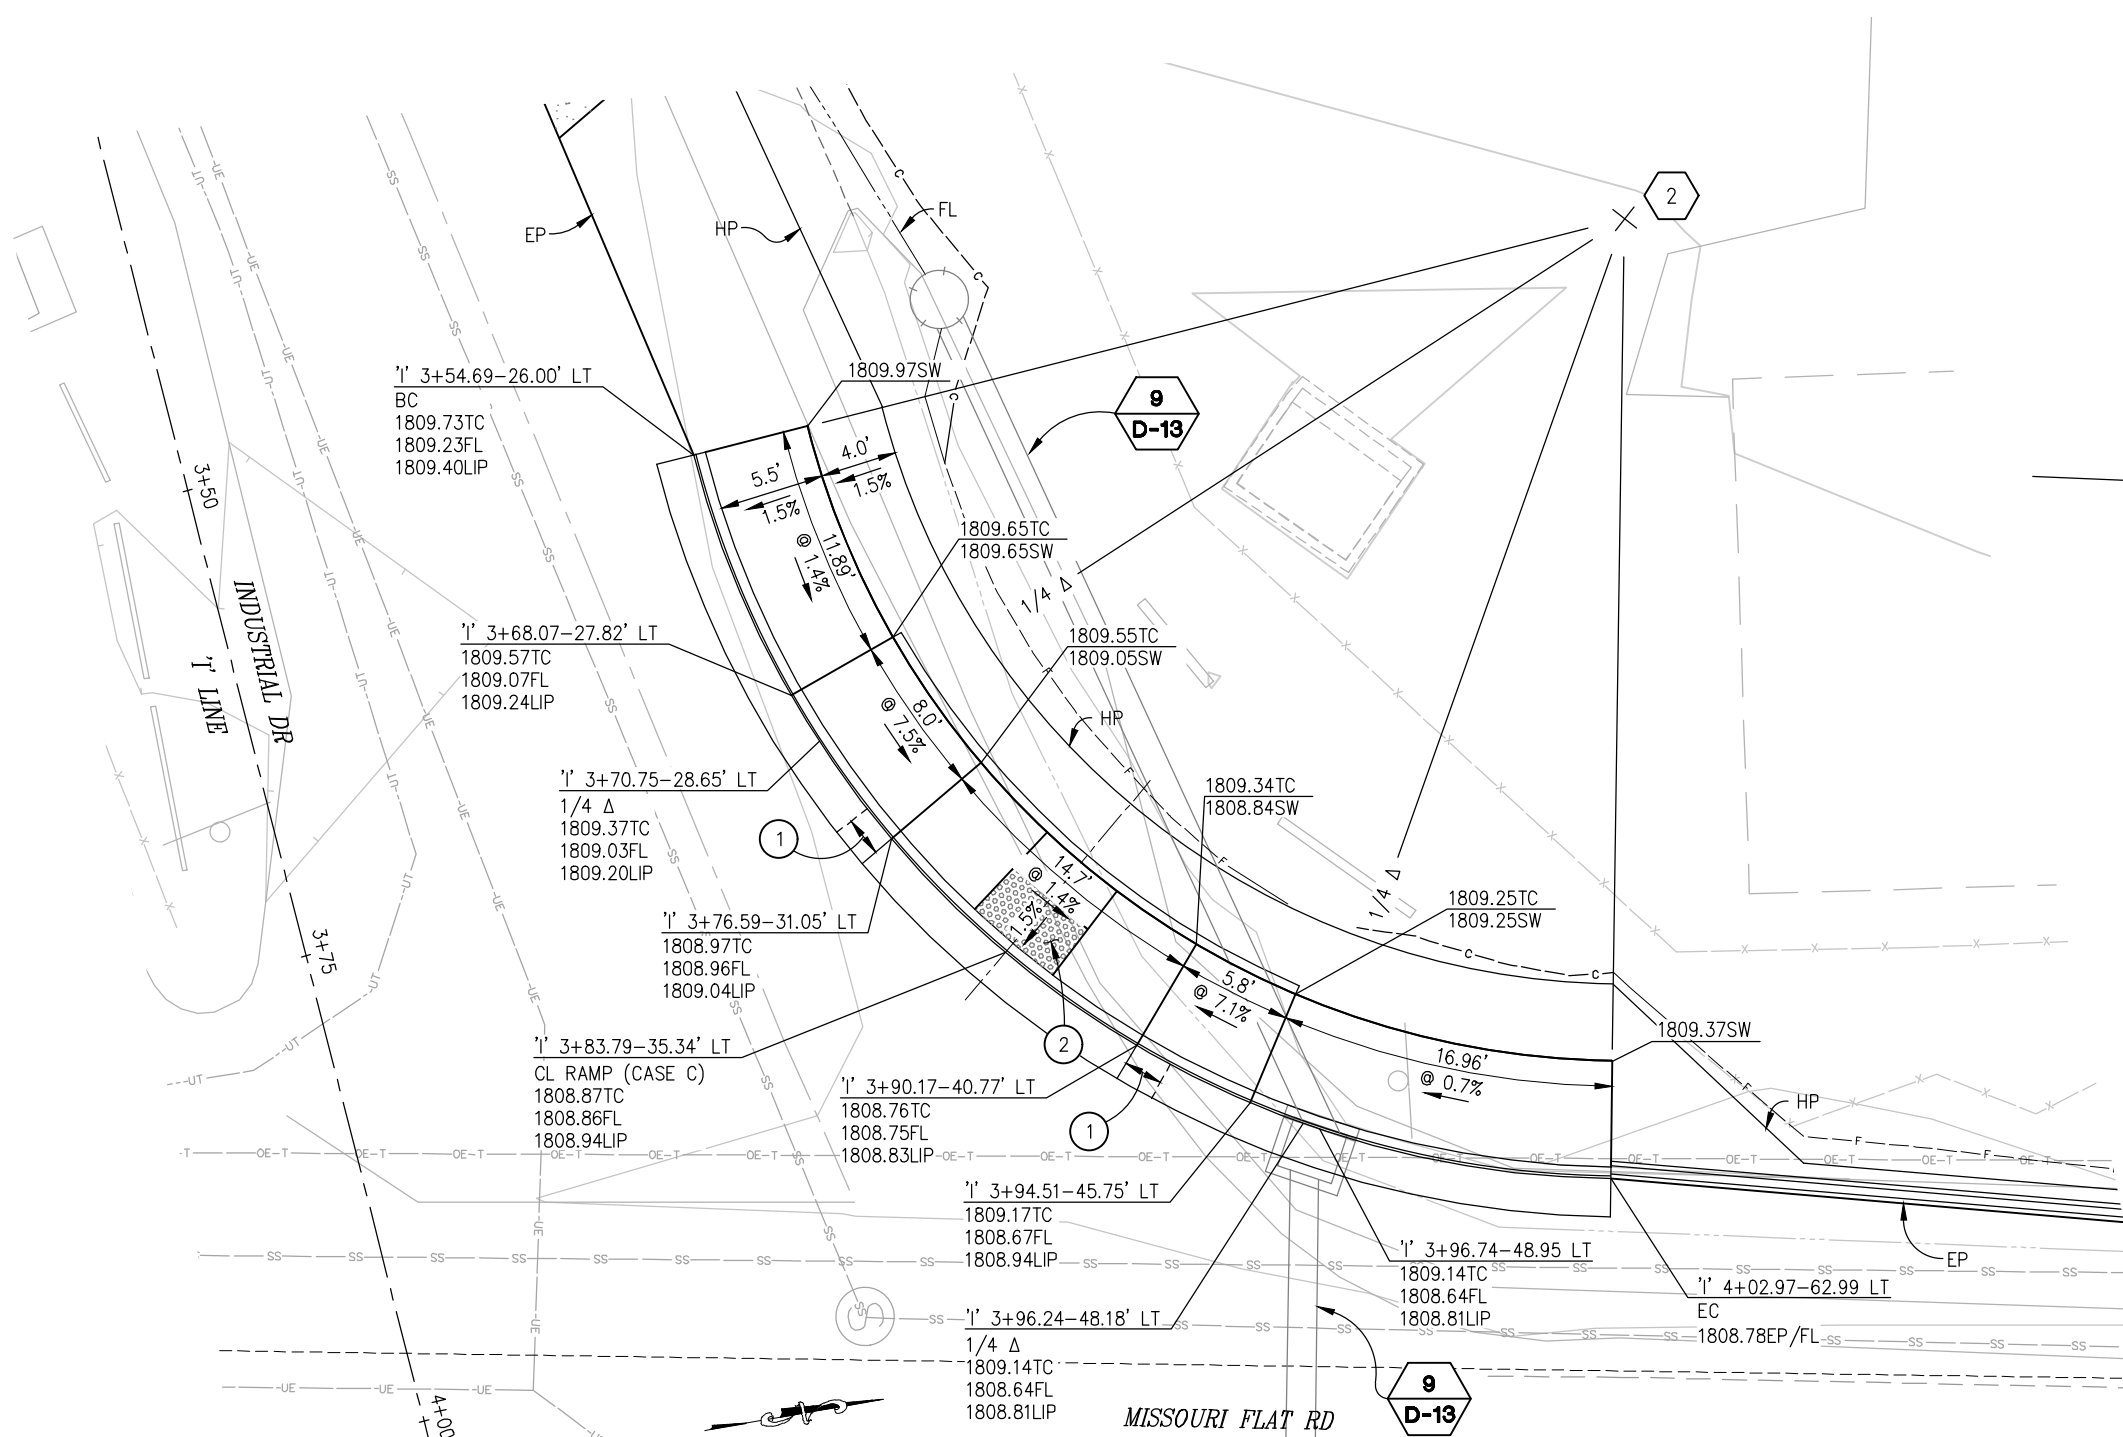 2
EP
HP
FL
'I' 3+54.69-26.00' LT
BC
1809.73TC
1809.23FL
1809.40LIP
1809.97SW
9
D-13
5.5'
1.5%
4.0'
1.5%
11.89'
@ 1.4%
1809.65TC
1809.65SW
1/4 Δ
3+50
INDUSTRIAL DR
'I' LINE
'I' 3+68.07-27.82' LT
1809.57TC
1809.07FL
1809.24LIP
1809.55TC
1809.05SW
8.0'
@ 7.5%
HP
'I' 3+70.75-28.65' LT
1/4 Δ
1809.37TC
1809.03FL
1809.20LIP
1
1809.34TC
1808.84SW
14.7'
@ 1.4%
1.5%
1/4 Δ
1809.25TC
1809.25SW
3+75
'I' 3+76.59-31.05' LT
1808.97TC
1808.96FL
1809.04LIP
5.8'
@ 7.1%
1809.37SW
'I' 3+83.79-35.34' LT
CL RAMP (CASE C)
1808.87TC
1808.86FL
1808.94LIP
2
16.96'
@ 0.7%
HP
'I' 3+90.17-40.77' LT
1808.76TC
1808.75FL
1808.83LIP
1
'I' 3+94.51-45.75' LT
1809.17TC
1808.67FL
1808.94LIP
'I' 3+96.74-48.95 LT
1809.14TC
1808.64FL
1808.81LIP
EP
'I' 4+02.97-62.99 LT
EC
1808.78EP/FL
'I' 3+96.24-48.18' LT
1/4 Δ
1809.14TC
1808.64FL
1808.81LIP
4+00
MISSOURI FLAT RD
9
D-13